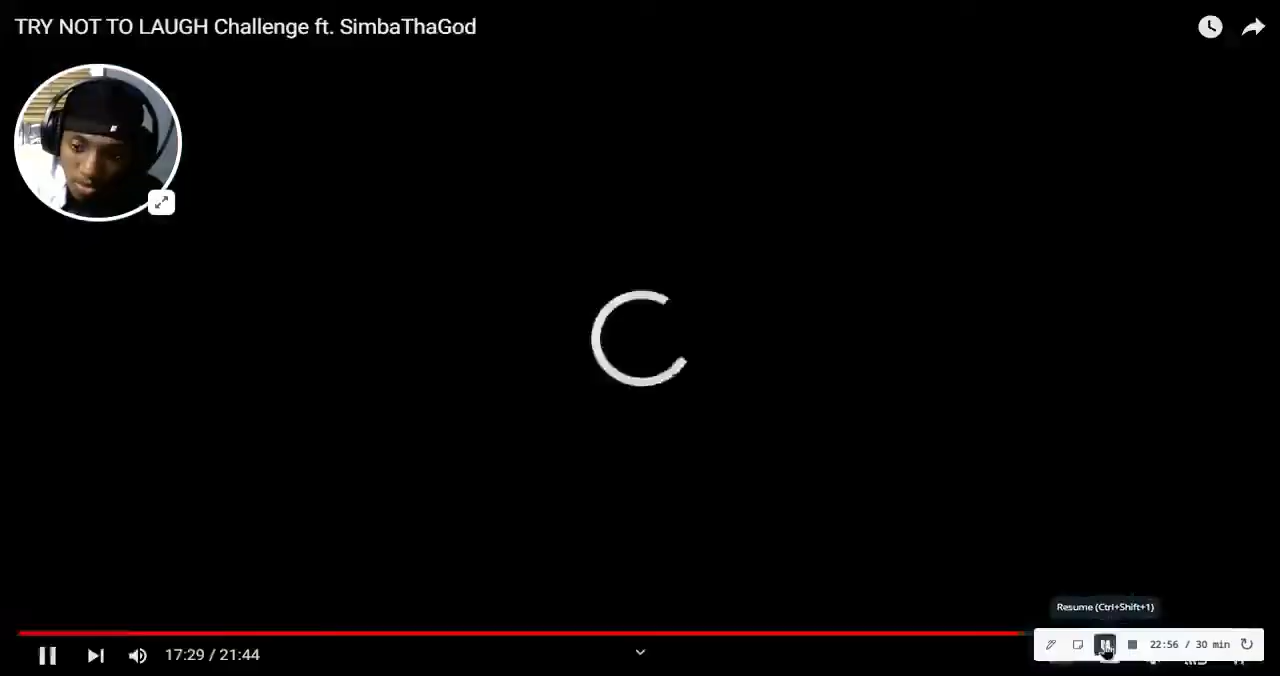 TRY NOT TO LAUGH Challenge ft. SimbaThaGod
Resume (Ctrl+Shift+1)
17:29 / 21:44
22:56 / 30 min